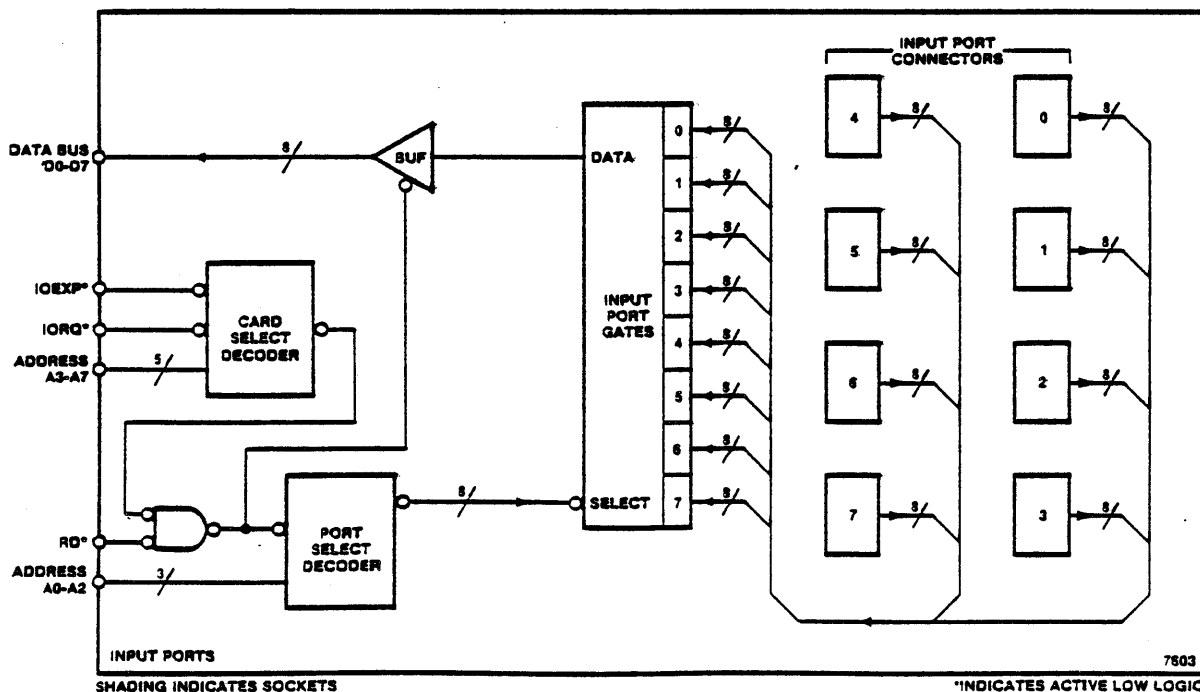 INPUT PORT
CONNECTORS
4
8
0
8
DATA BUS
D0-D7
8
BUF
DATA
0
8
1
8
2
8
3
8
4
8
5
8
6
8
7
8
INPUT
PORT
GATES
SELECT
5
8
1
8
IOEXP*
IORQ*
ADDRESS
A3-A7
5
CARD
SELECT
DECODER
6
8
2
8
7
8
3
8
RD*
ADDRESS
A0-A2
3
PORT
SELECT
DECODER
8
INPUT PORTS
7603
SHADING INDICATES SOCKETS
*INDICATES ACTIVE LOW LOGIC